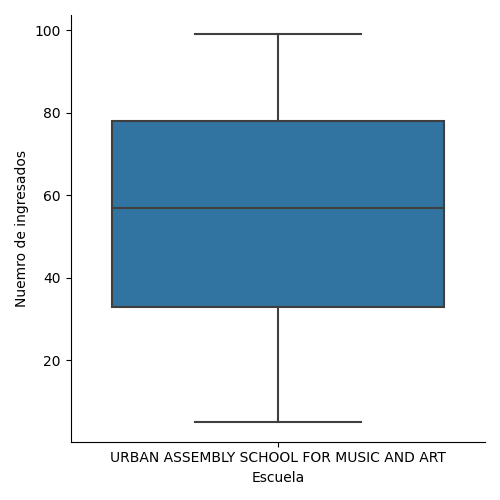 100
80
60
40
20
Nuemro de ingresados
URBAN ASSEMBLY SCHOOL FOR MUSIC AND ART
Escuela